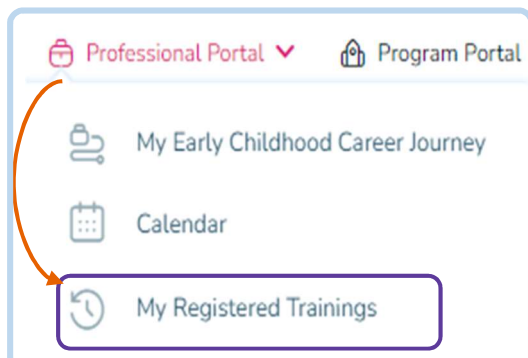 Professional Portal Program Portal
My Early Childhood Career Journey
Calendar
My Registered Trainings